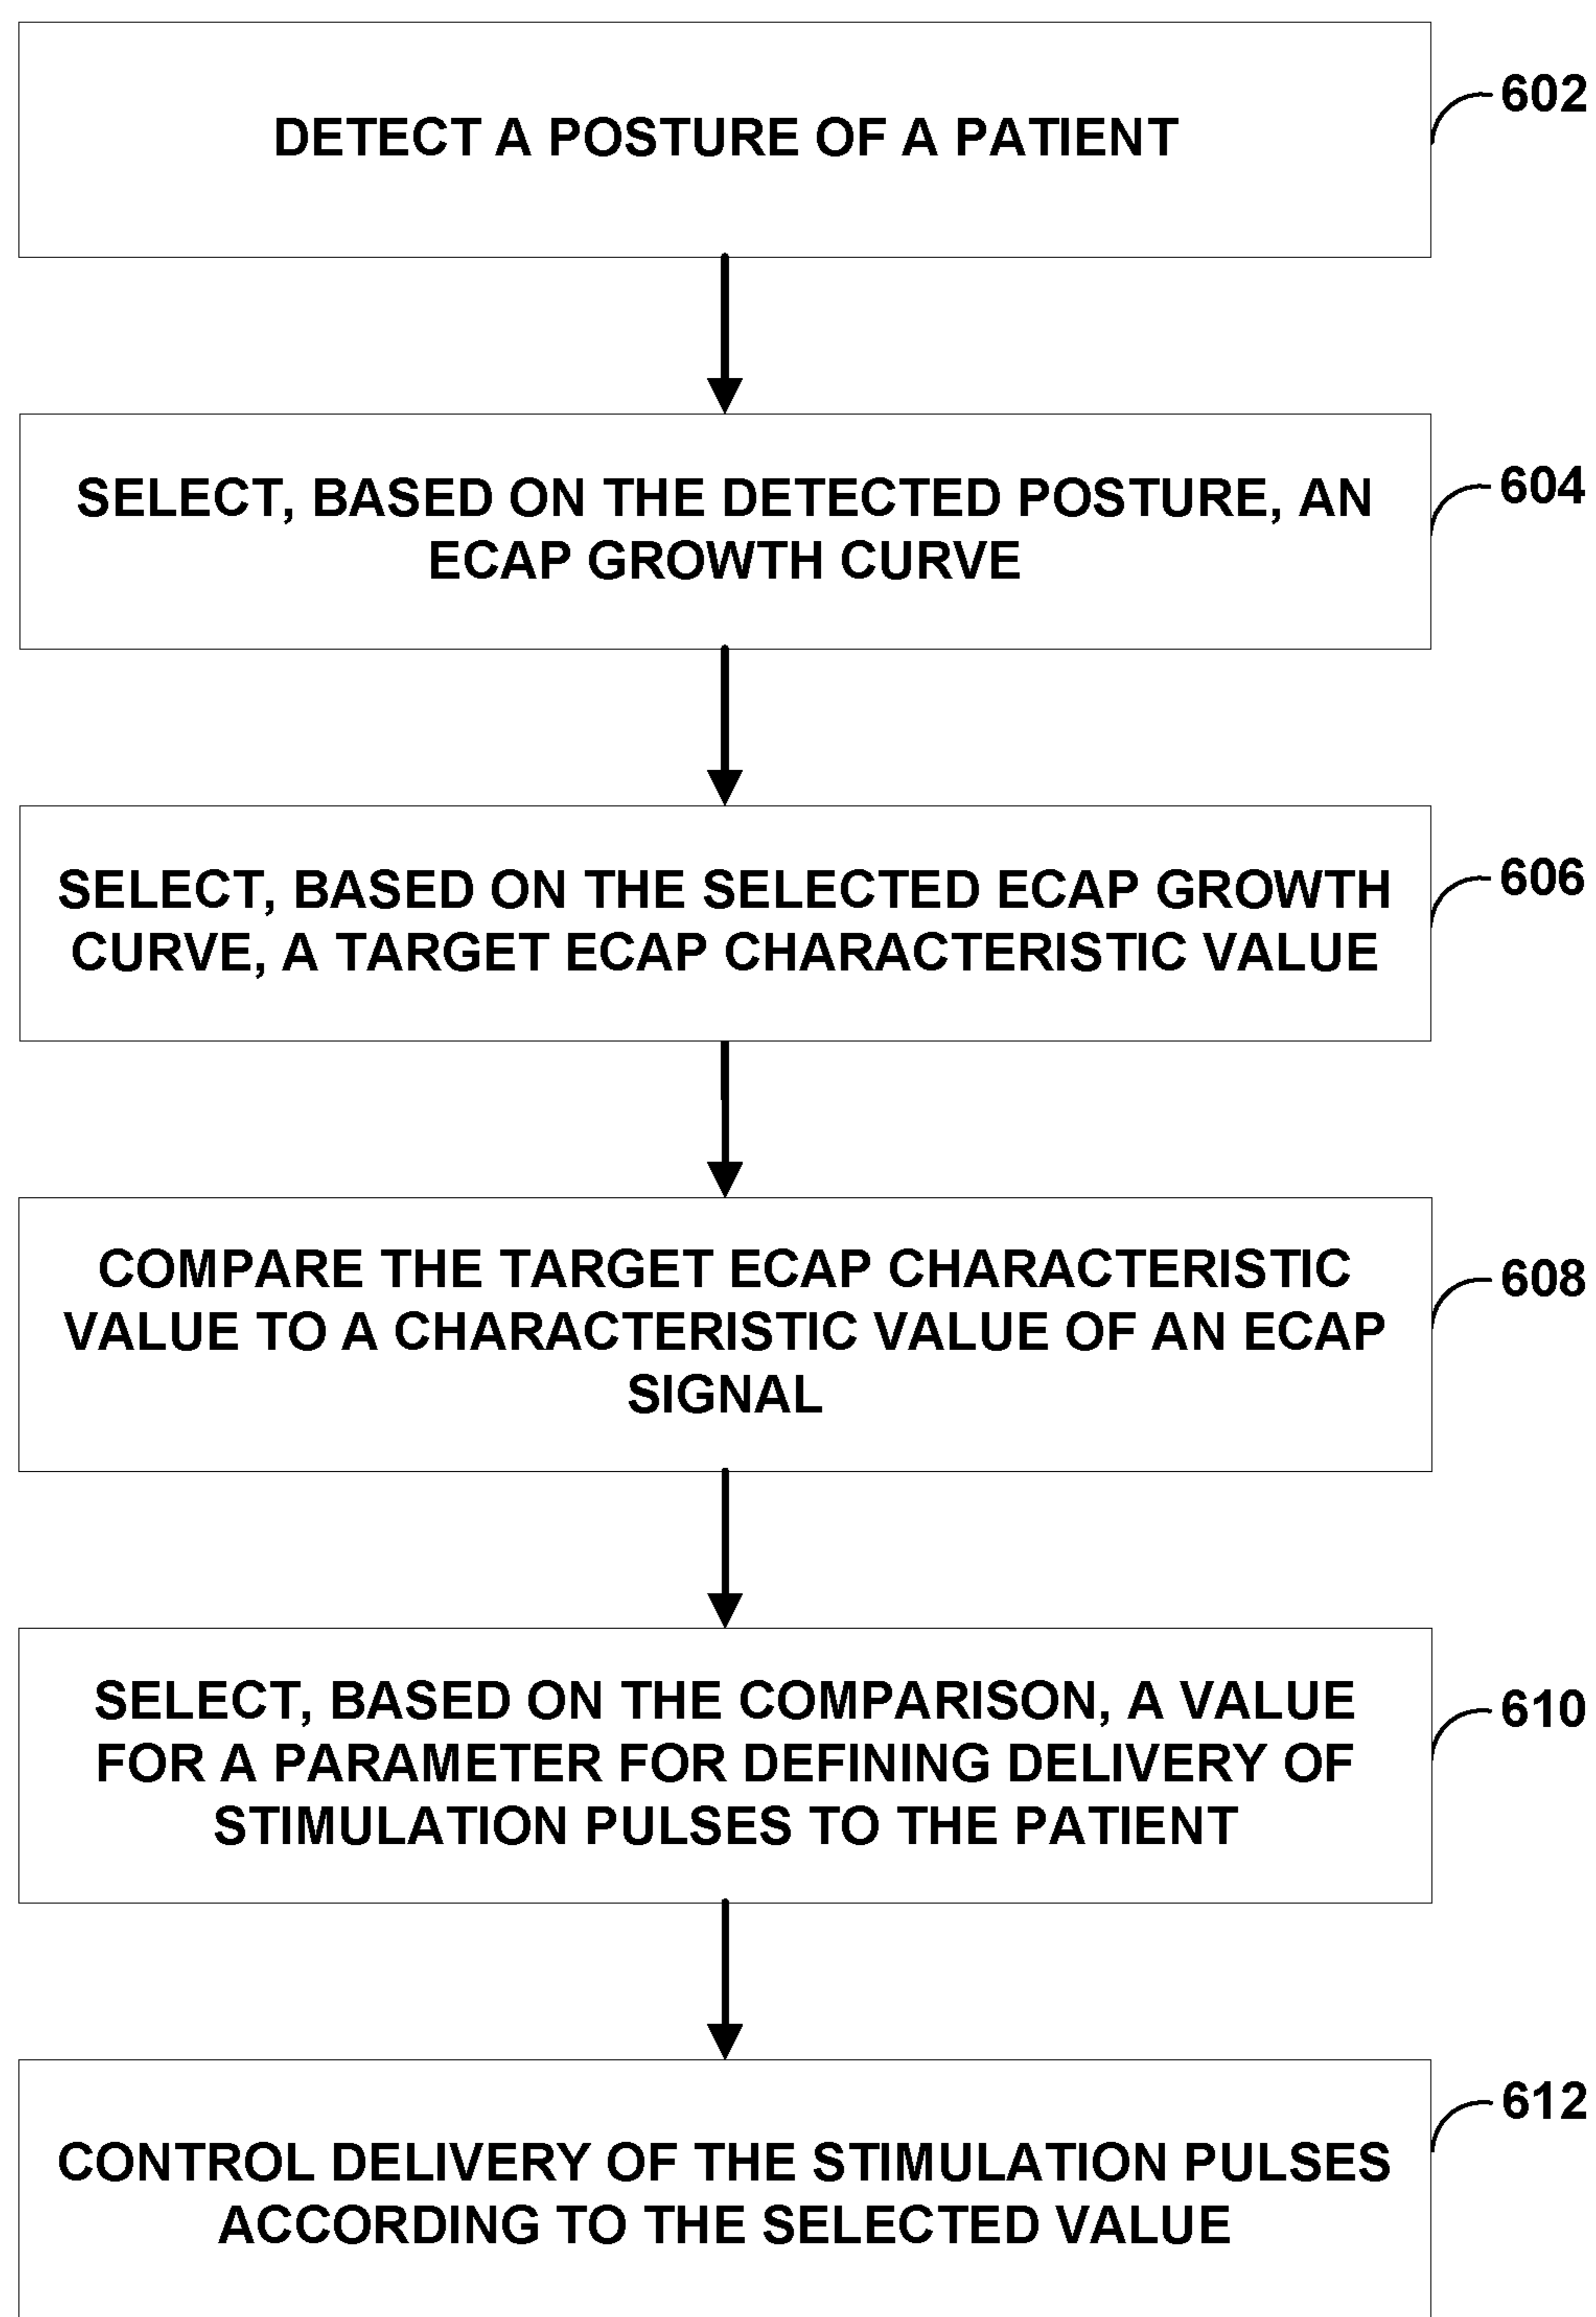 DETECT A POSTURE OF A PATIENT
602
SELECT, BASED ON THE DETECTED POSTURE, AN
ECAP GROWTH CURVE
604
SELECT, BASED ON THE SELECTED ECAP GROWTH
CURVE, A TARGET ECAP CHARACTERISTIC VALUE
606
COMPARE THE TARGET ECAP CHARACTERISTIC
VALUE TO A CHARACTERISTIC VALUE OF AN ECAP
SIGNAL
608
SELECT, BASED ON THE COMPARISON, A VALUE
FOR A PARAMETER FOR DEFINING DELIVERY OF
STIMULATION PULSES TO THE PATIENT
610
CONTROL DELIVERY OF THE STIMULATION PULSES
ACCORDING TO THE SELECTED VALUE
612